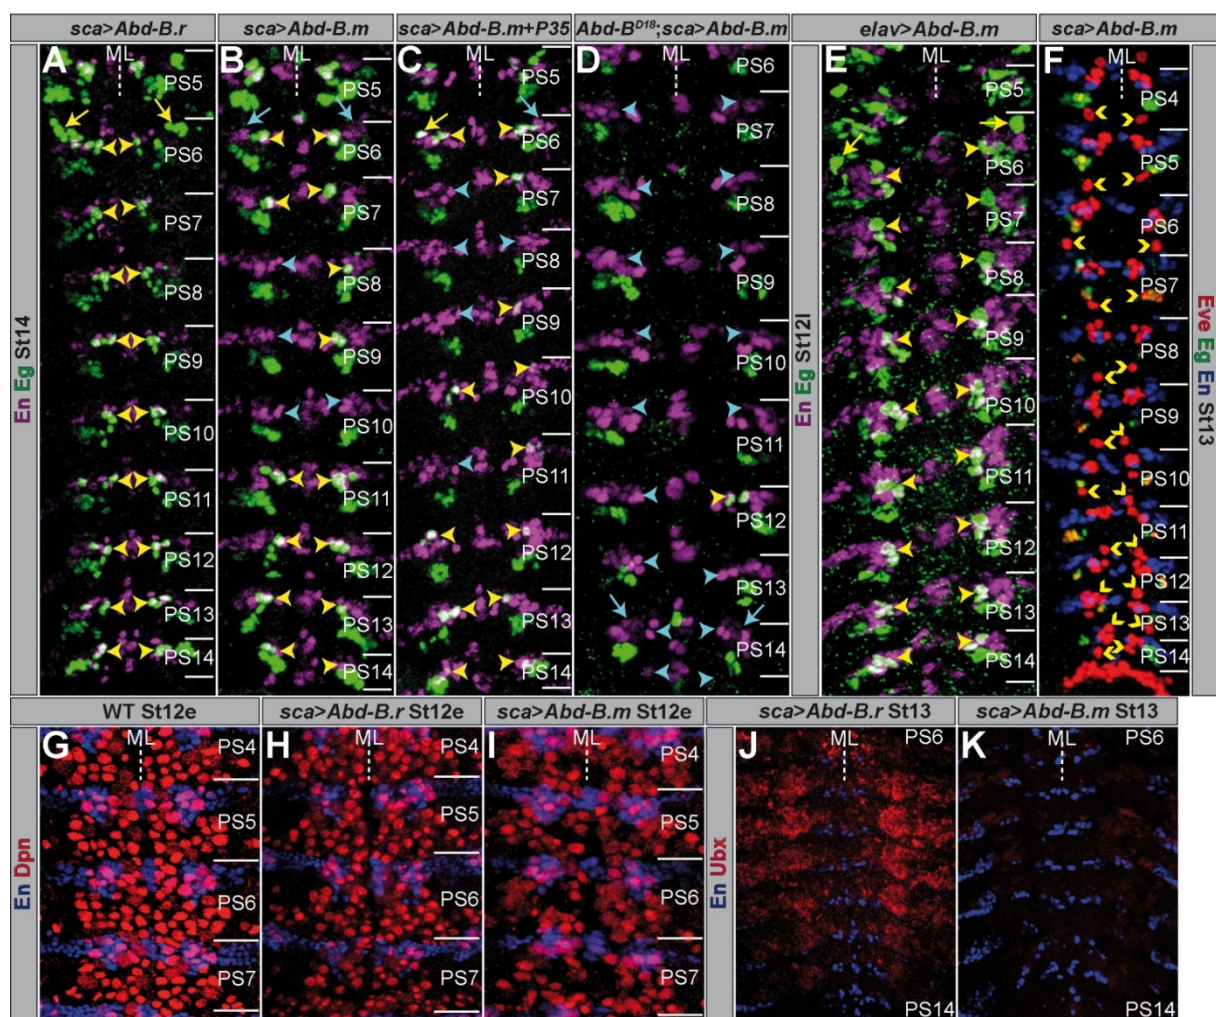 sca>Abd-B.r
sca>Abd-B.m
sca>Abd-B.m+P35
Abd-B^D18;sca>Abd-B.m
elav>Abd-B.m
sca>Abd-B.m
En Eg St14
A
ML
PS5
PS6
PS7
PS8
PS9
PS10
PS11
PS12
PS13
PS14
B
ML
PS5
PS6
PS7
PS8
PS9
PS10
PS11
PS12
PS13
PS14
C
ML
PS5
PS6
PS7
PS8
PS9
PS10
PS11
PS12
PS13
PS14
D
ML
PS6
PS7
PS8
PS9
PS10
PS11
PS12
PS13
PS14
En Eg St12l
E
ML
PS5
PS6
PS7
PS8
PS9
PS10
PS11
PS12
PS13
PS14
F
ML
PS4
PS5
PS6
PS7
PS8
PS9
PS10
PS11
PS12
PS13
PS14
Eve Eg En St13
WT St12e
sca>Abd-B.r St12e
sca>Abd-B.m St12e
sca>Abd-B.r St13
sca>Abd-B.m St13
En Dpn
G
ML
PS4
PS5
PS6
PS7
H
ML
PS4
PS5
PS6
PS7
I
ML
PS4
PS5
PS6
PS7
En Ubx
J
ML
PS6
PS14
K
ML
PS6
PS14